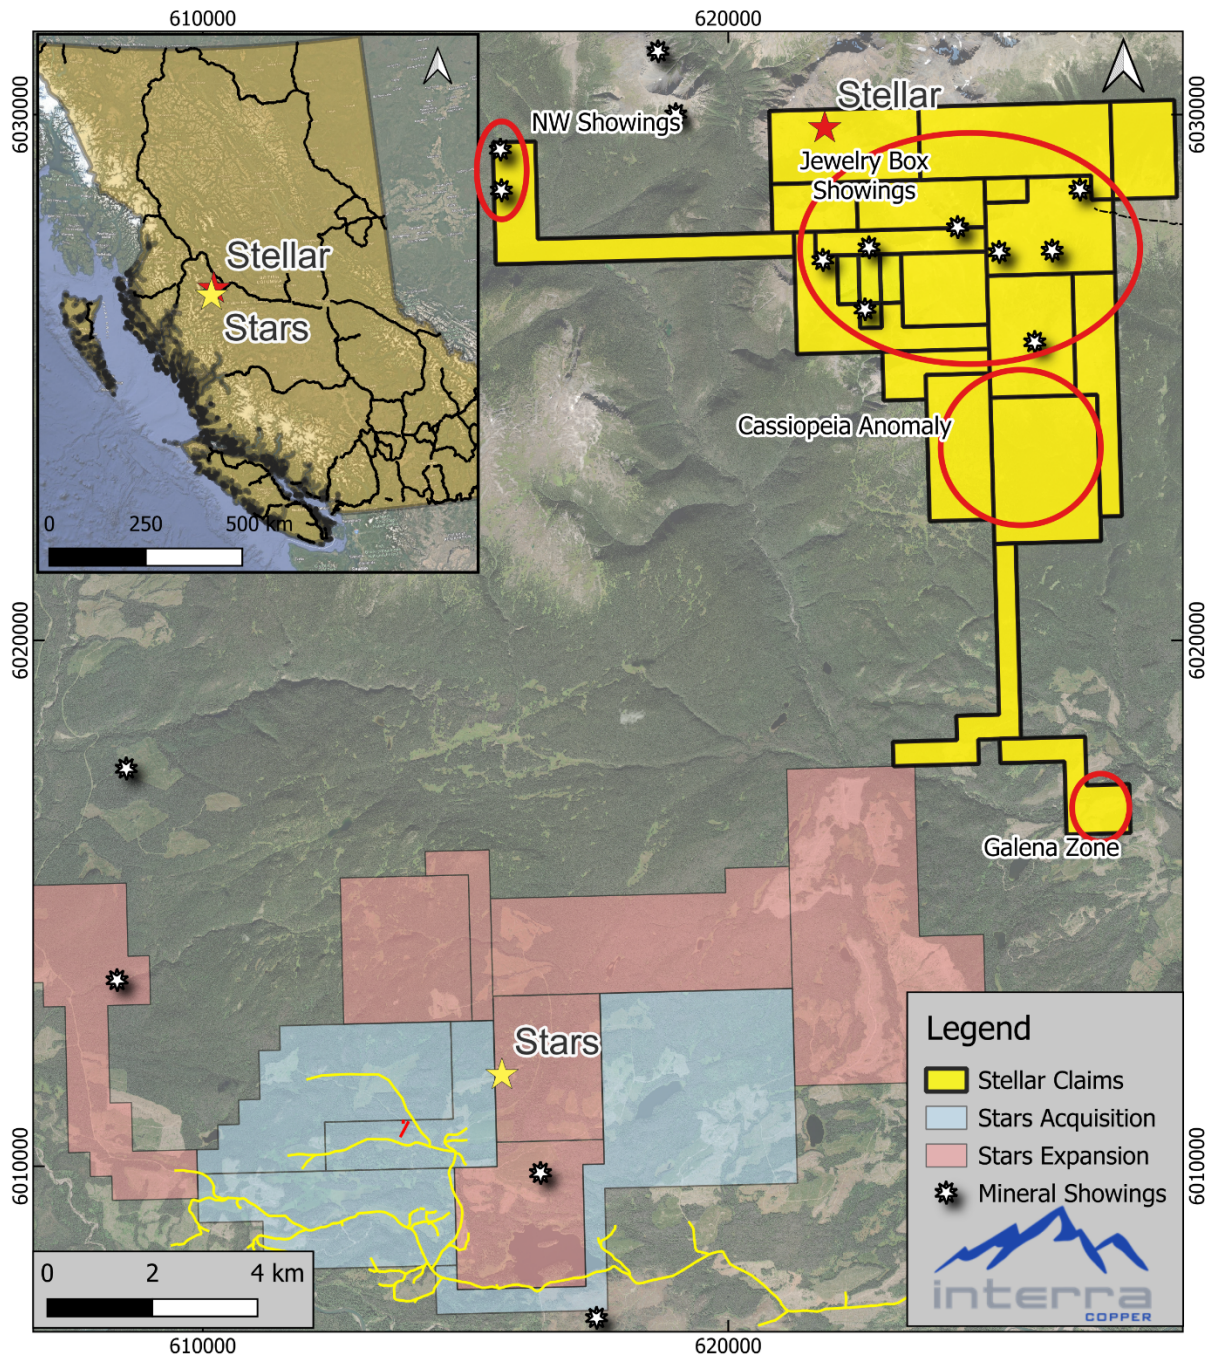 610000
620000
6030000
6030000
Stellar
NW Showings
Jewelry Box
Showings
Stellar
Stars
Cassiopeia Anomaly
0
250
500 km
6020000
6020000
Galena Zone
Stars
7
6010000
6010000
Legend
Stellar Claims
Stars Acquisition
Stars Expansion
Mineral Showings
interra
COPPER
0
2
4 km
610000
620000